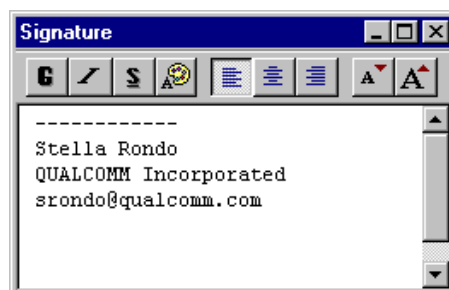 Signature
G I S A A A
------------
Stella Rondo
QUALCOMM Incorporated
srondo@qualcomm.com